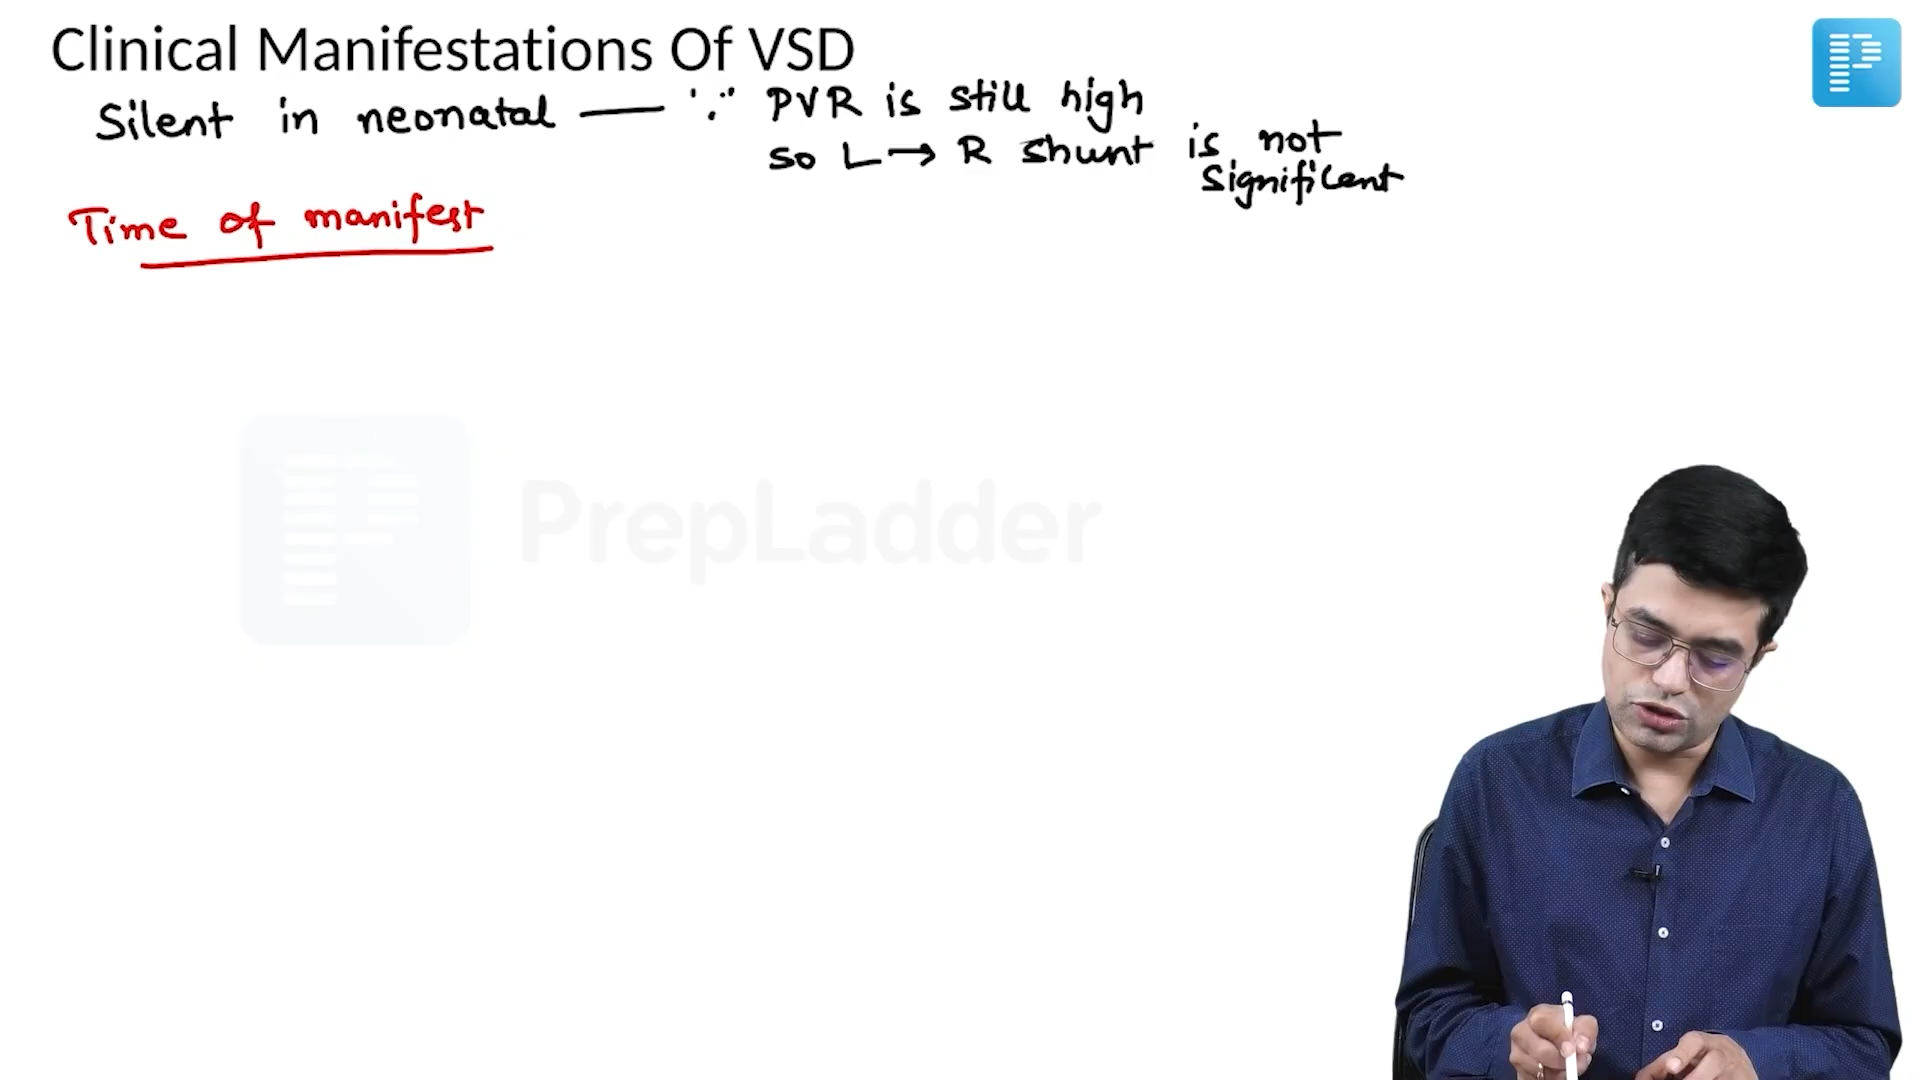 Clinical Manifestations Of VSD
Silent in neonatal — ∵ PVR is still high
so L → R shunt is not
significant
Time of manifest
PrepLadder